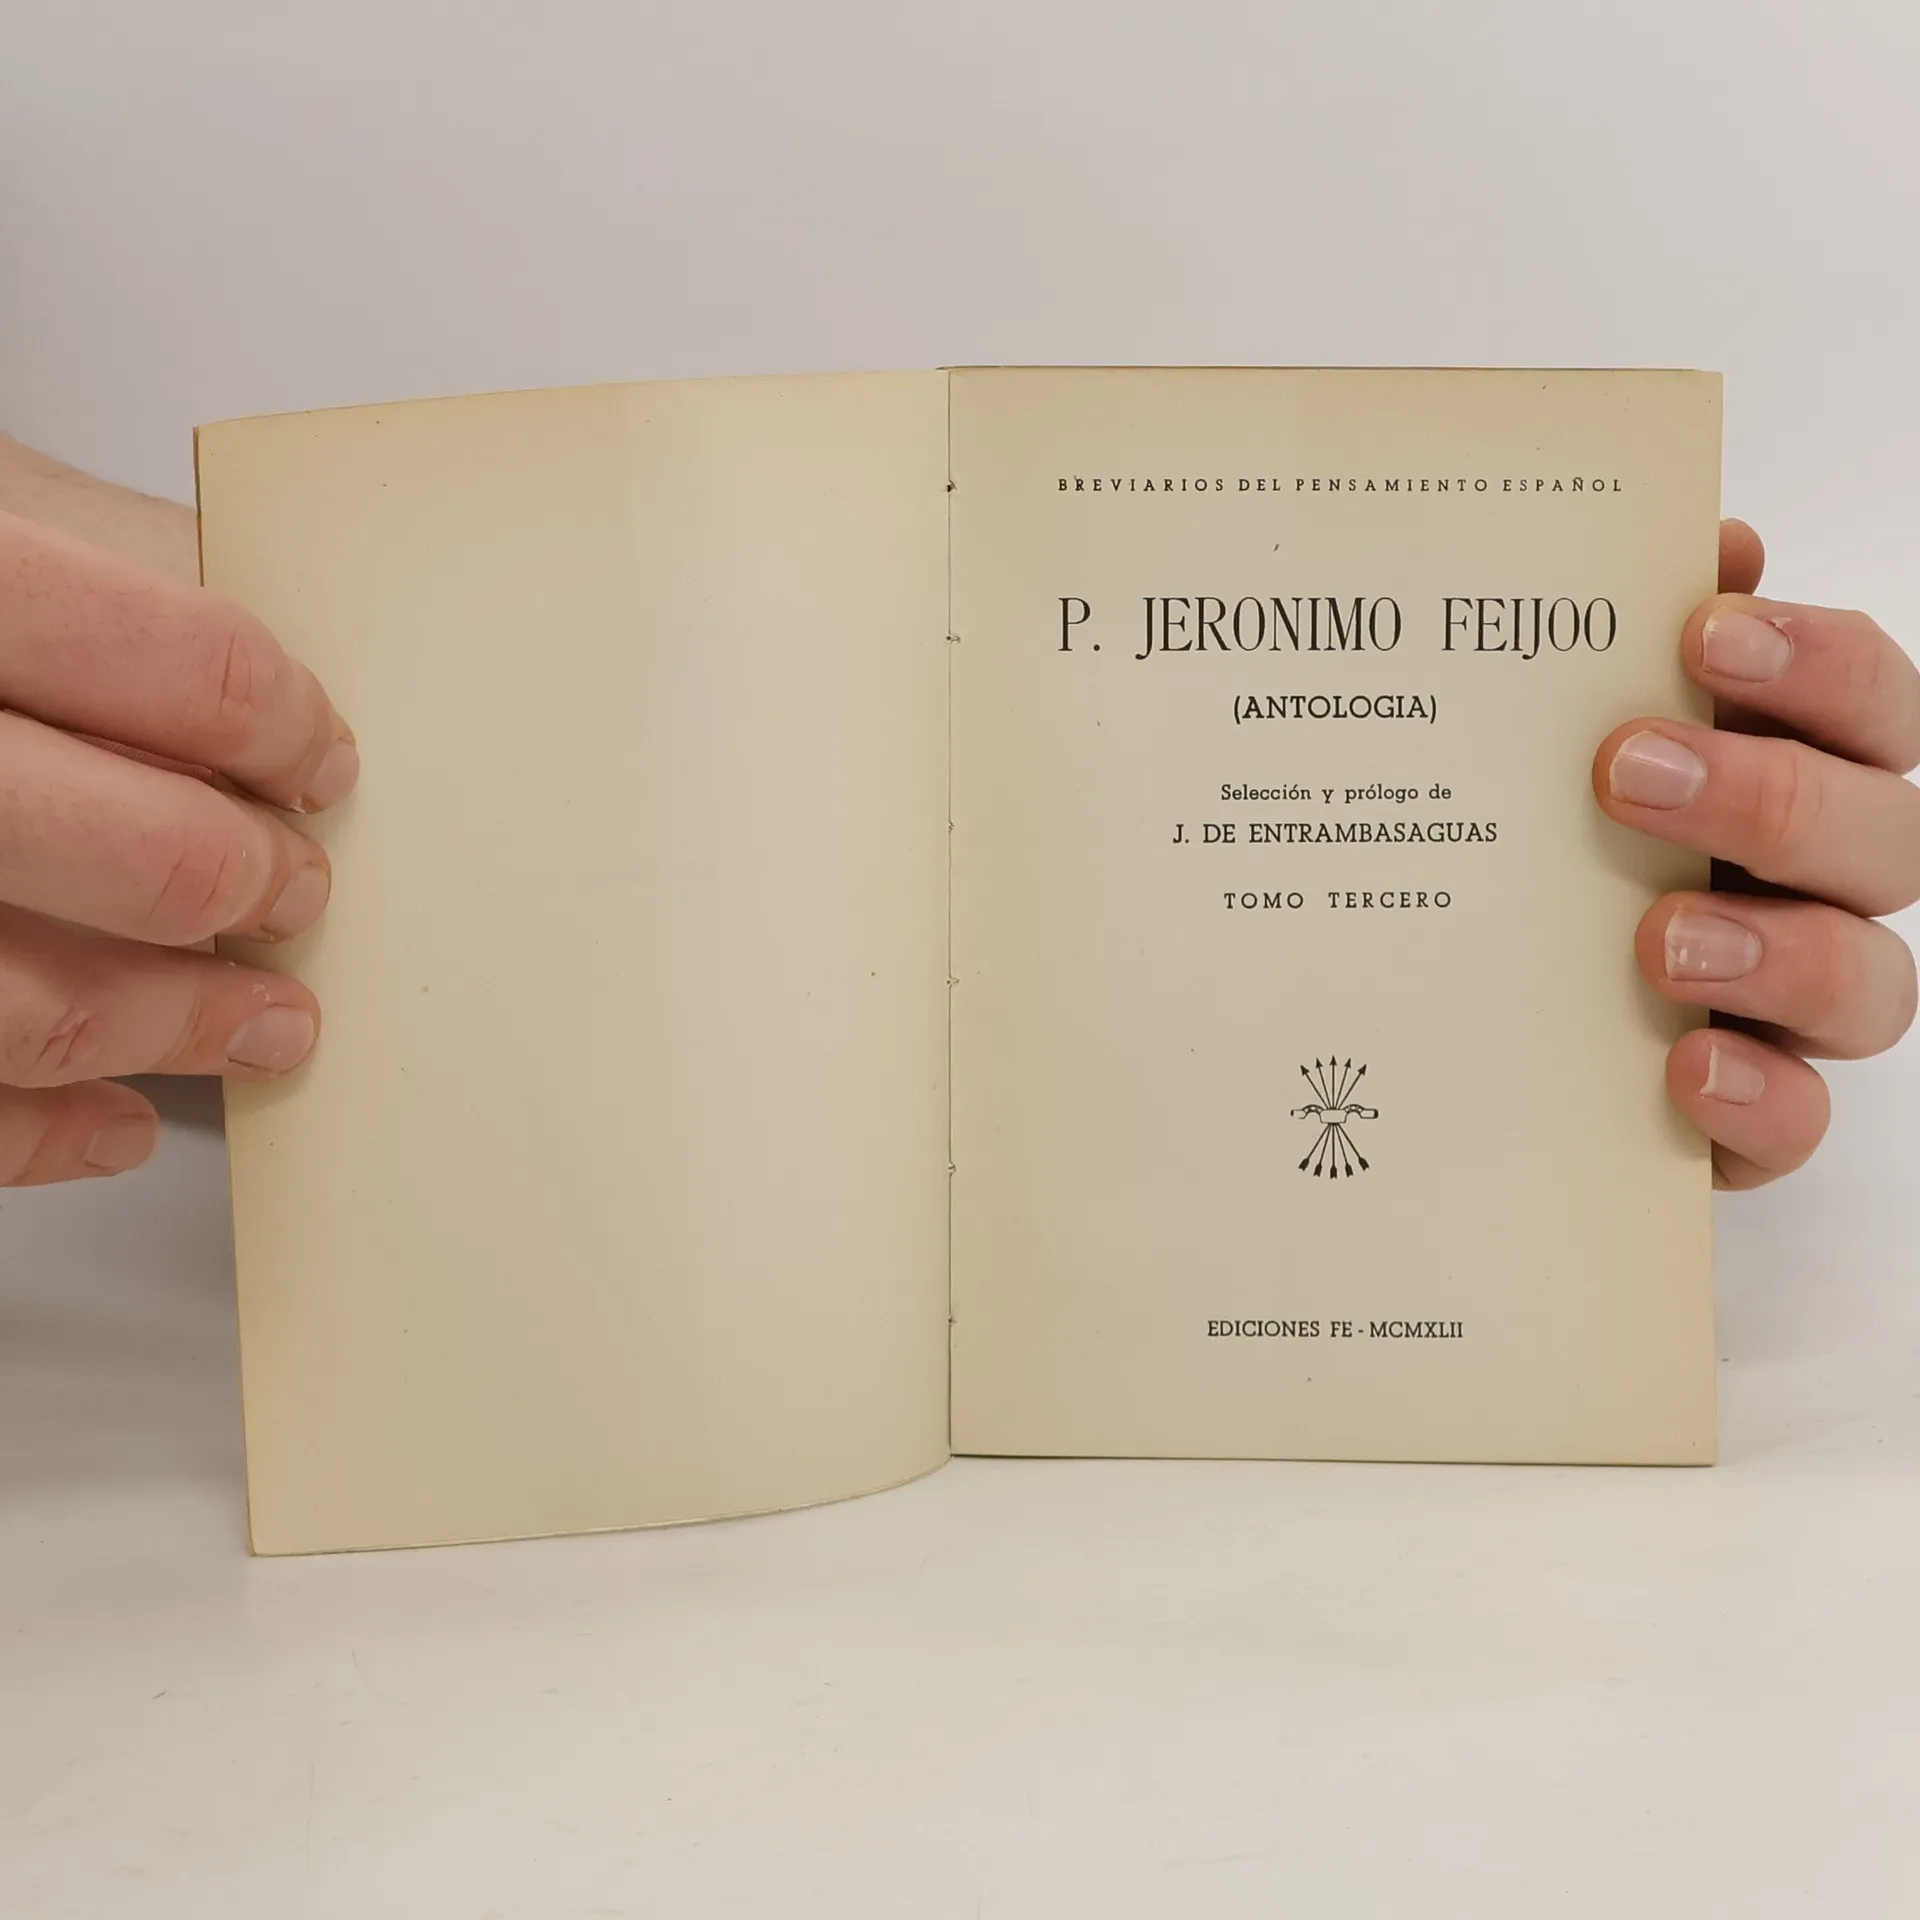 BREVIARIOS DEL PENSAMIENTO ESPAÑOL
P. JERONIMO FEIJOO
(ANTOLOGIA)
Selección y prólogo de
J. DE ENTRAMBASAGUAS
TOMO TERCERO
EDICIONES FE - MCMXLII